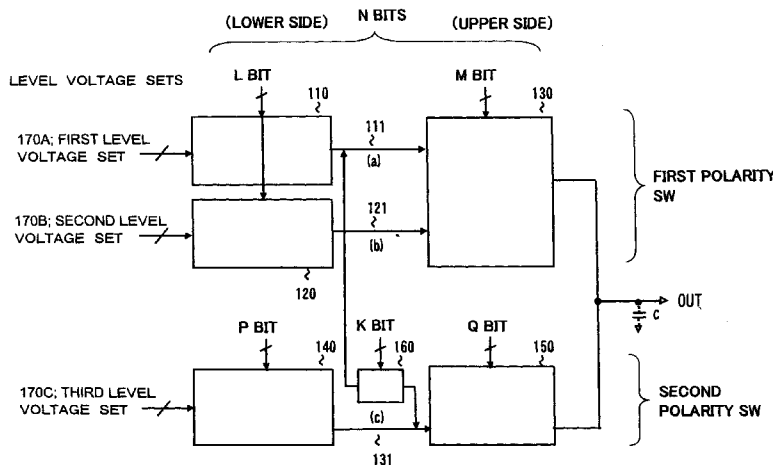 N BITS
(LOWER SIDE)
(UPPER SIDE)
LEVEL VOLTAGE SETS
L BIT
110
M BIT
130
170A; FIRST LEVEL
VOLTAGE SET
111
(a)
FIRST POLARITY
SW
170B; SECOND LEVEL
VOLTAGE SET
121
(b)
120
OUT
C
P BIT
140
K BIT
160
Q BIT
150
170C; THIRD LEVEL
VOLTAGE SET
(c)
131
SECOND
POLARITY SW